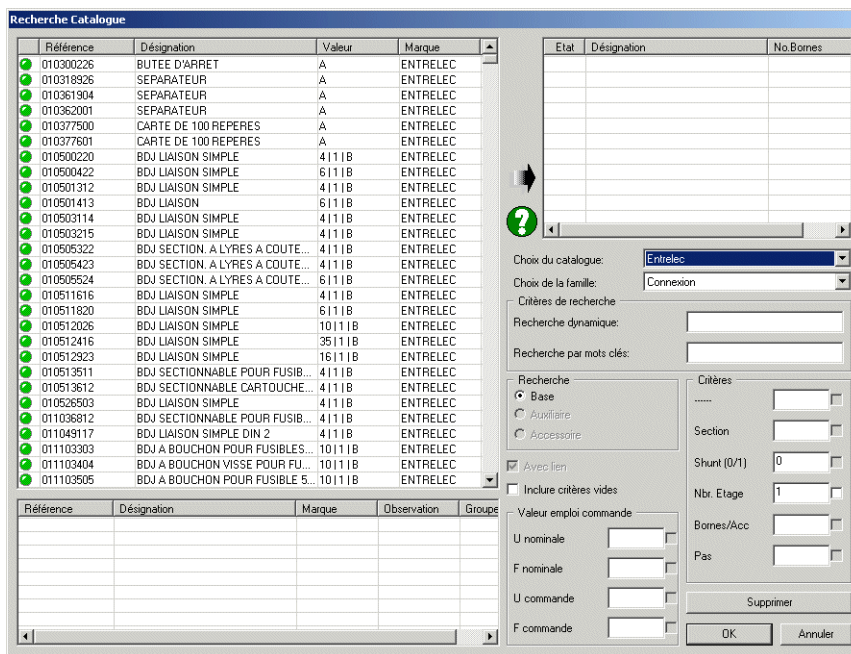 Recherche Catalogue
Référence Désignation Valeur Marque
010300226 BUTEE D'ARRET A ENTRELEC
010318926 SEPARATEUR A ENTRELEC
010361904 SEPARATEUR A ENTRELEC
010362001 SEPARATEUR A ENTRELEC
010377500 CARTE DE 100 REPERES A ENTRELEC
010377601 CARTE DE 100 REPERES A ENTRELEC
010500220 BDJ LIAISON SIMPLE 4|1|B ENTRELEC
010500422 BDJ LIAISON SIMPLE 6|1|B ENTRELEC
010501312 BDJ LIAISON SIMPLE 4|1|B ENTRELEC
010501413 BDJ LIAISON 6|1|B ENTRELEC
010503114 BDJ LIAISON SIMPLE 4|1|B ENTRELEC
010503215 BDJ LIAISON SIMPLE 4|1|B ENTRELEC
010505322 BDJ SECTION. A LYRES A COUTE... 4|1|B ENTRELEC
010505423 BDJ SECTION. A LYRES A COUTE... 4|1|B ENTRELEC
010505524 BDJ SECTION. A LYRES A COUTE... 6|1|B ENTRELEC
010511616 BDJ LIAISON SIMPLE 4|1|B ENTRELEC
010511820 BDJ LIAISON SIMPLE 6|1|B ENTRELEC
010512026 BDJ LIAISON SIMPLE 10|1|B ENTRELEC
010512416 BDJ LIAISON SIMPLE 35|1|B ENTRELEC
010512923 BDJ LIAISON SIMPLE 16|1|B ENTRELEC
010513511 BDJ SECTIONNABLE POUR FUSIB... 4|1|B ENTRELEC
010513612 BDJ SECTIONNABLE CARTOUCHE... 4|1|B ENTRELEC
010526503 BDJ LIAISON SIMPLE 4|1|B ENTRELEC
011036812 BDJ SECTIONNABLE POUR FUSIB... 4|1|B ENTRELEC
011049117 BDJ LIAISON SIMPLE DIN 2 4|1|B ENTRELEC
011103303 BDJ A BOUCHON POUR FUSIBLES... 10|1|B ENTRELEC
011103404 BDJ A BOUCHON VISSE POUR FU... 10|1|B ENTRELEC
011103505 BDJ A BOUCHON POUR FUSIBLE 5... 10|1|B ENTRELEC
Référence Désignation Marque Observation Groupe
Etat Désignation No.Bornes
?
Choix du catalogue: Entrelec
Choix de la famille: Connexion
Critères de recherche
Recherche dynamique:
Recherche par mots clés:
Recherche
Base
Auxiliaire
Accessoire
Avec lien
Inclure critères vides
Valeur emploi commande
U nominale
F nominale
U commande
F commande
Critères
------
Section
Shunt (0/1) 0
Nbr. Etage 1
Bornes/Acc
Pas
Supprimer
OK Annuler